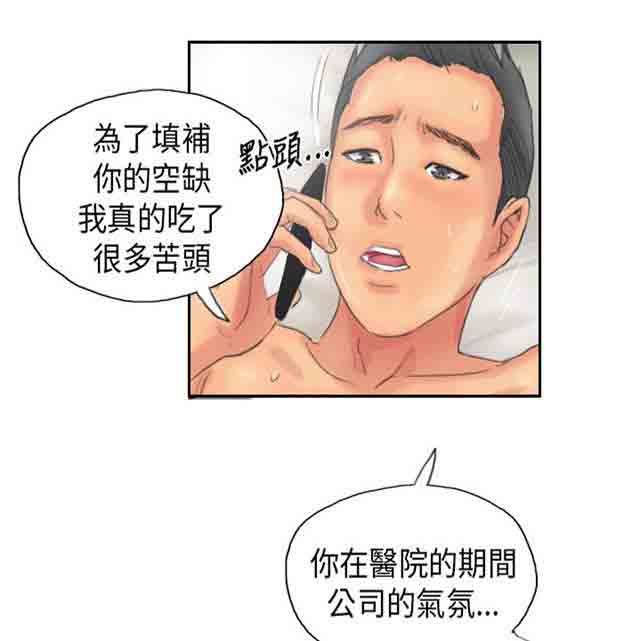 為了填補
你的空缺
我真的吃了
很多苦頭
點頭...
你在醫院的期間
公司的氣氛...